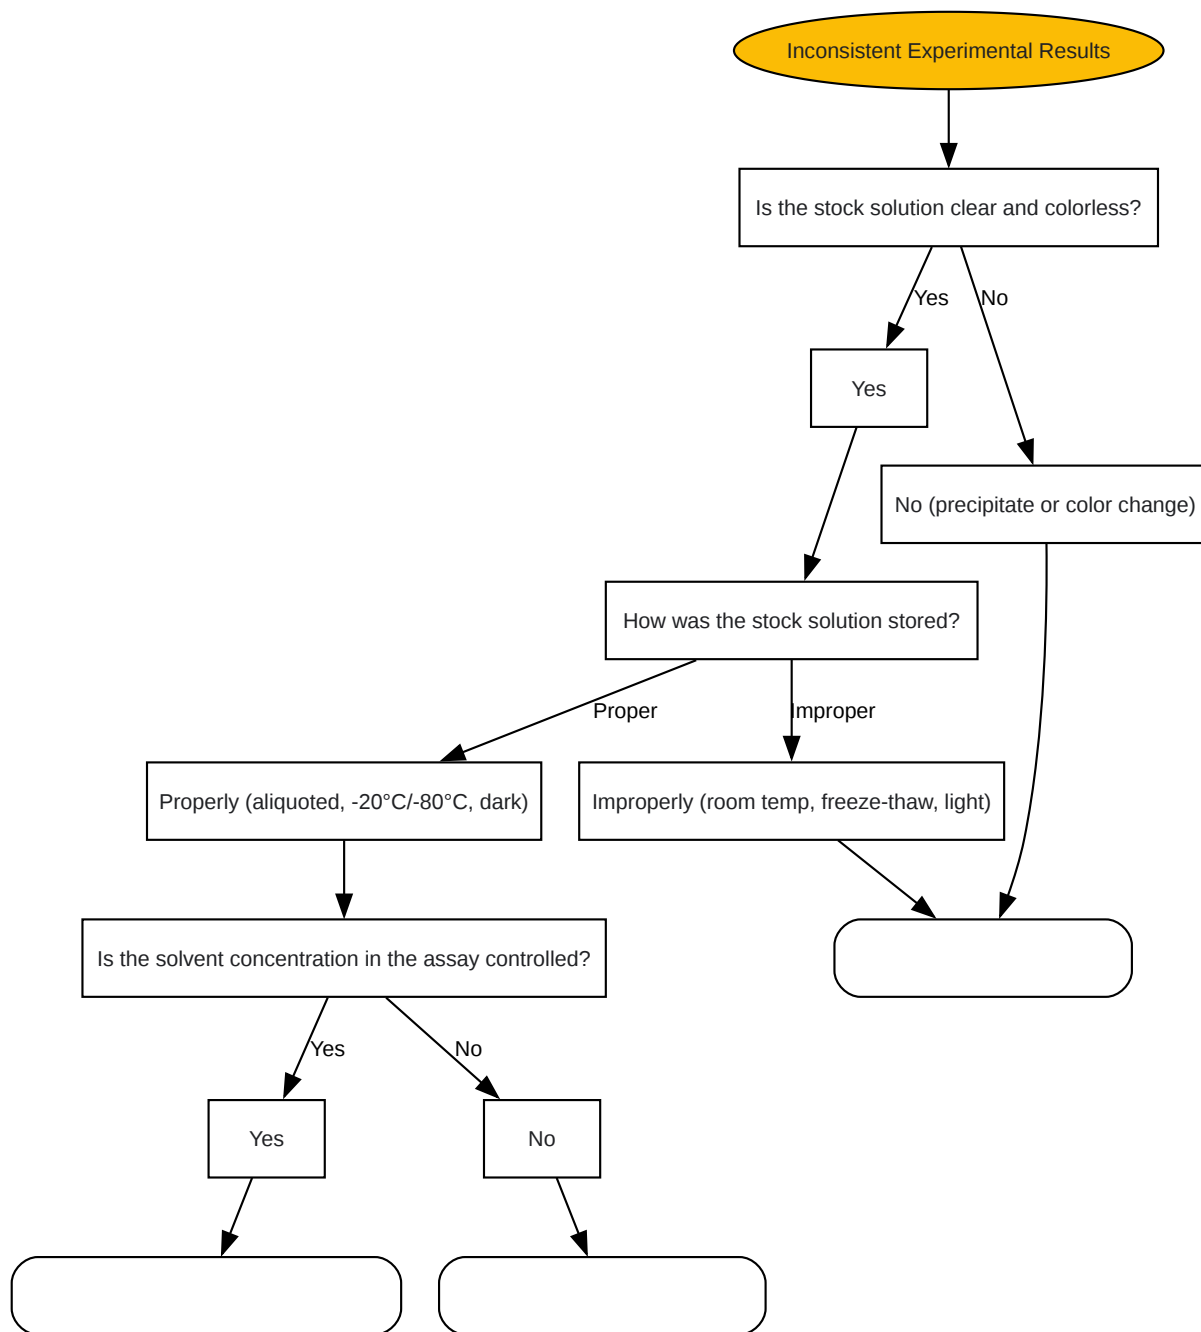 Inconsistent Experimental Results
Is the stock solution clear and colorless?
Yes
No
Yes
No (precipitate or color change)
How was the stock solution stored?
Proper
Improper
Properly (aliquoted, -20°C/-80°C, dark)
Improperly (room temp, freeze-thaw, light)
Is the solvent concentration in the assay controlled?
Yes
No
Yes
No